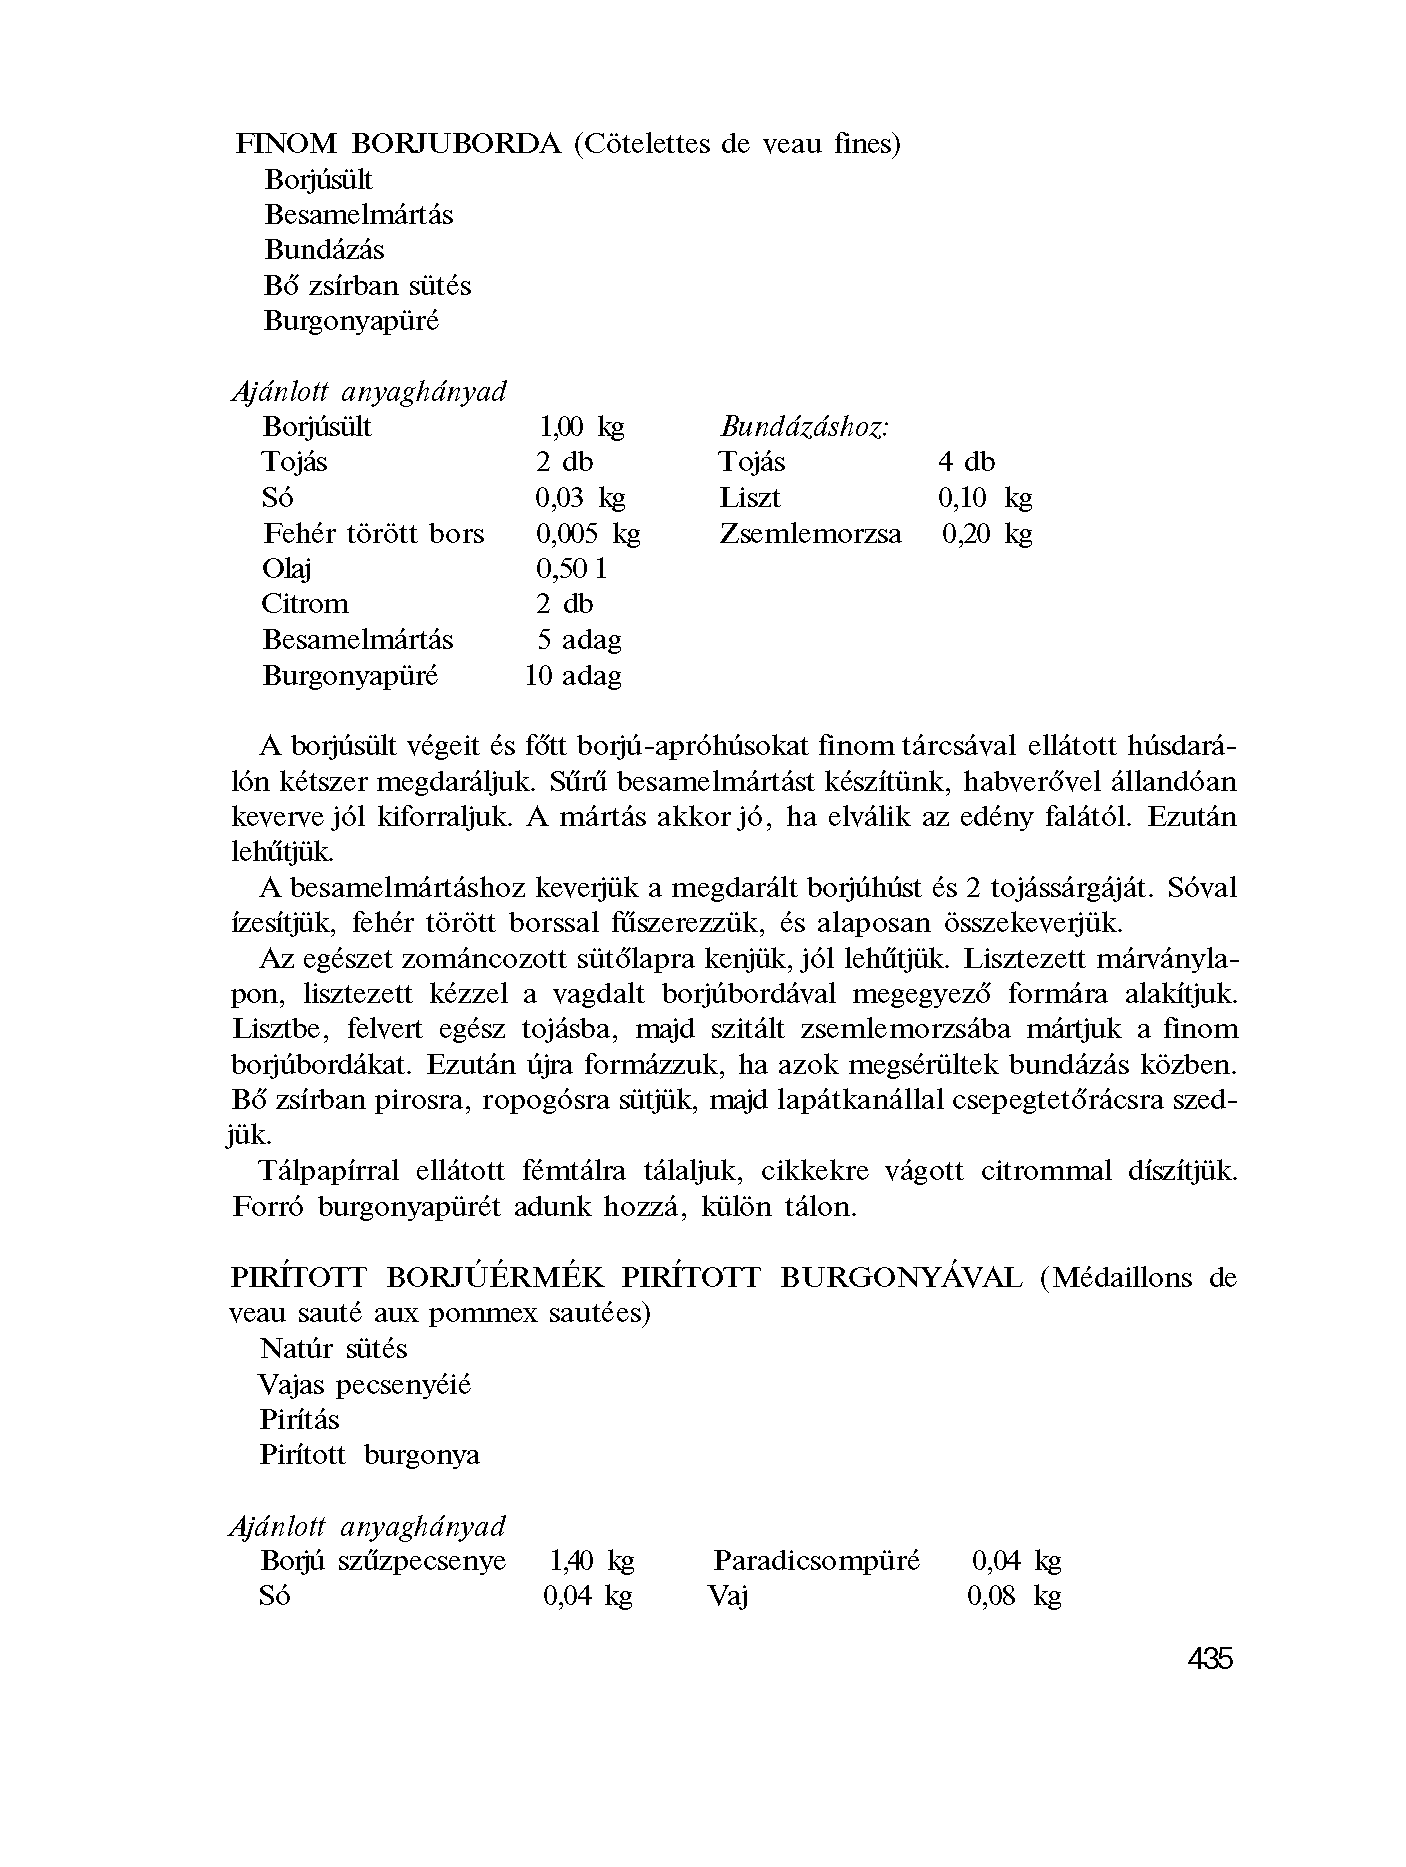 FINOM BORJUBORDA (Cötelettes de veau fines)
Borjúsült
Besamelmártás
Bundázás
Bő zsírban sütés
Burgonyapüré
Ajánlott anyaghányad
Borjúsült 1,00 kg Bundázáshoz:
Tojás 2 db Tojás 4 db
Só 0,03 kg Liszt 0,10 kg
Fehér törött bors 0,005 kg Zsemlemorzsa 0,20 kg
Olaj 0,50 l
Citrom 2 db
Besamelmártás 5 adag
Burgonyapüré 10 adag
A borjúsült végeit és főtt borjú-apróhúsokat finom tárcsával ellátott húsdará-
lón kétszer megdaráljuk. Sűrű besamelmártást készítünk, habverővel állandóan
keverve jól kiforraljuk. A mártás akkor jó, ha elválik az edény falától. Ezután
lehűtjük.
A besamelmártáshoz keverjük a megdarált borjúhúst és 2 tojássárgáját. Sóval
ízesítjük, fehér törött borssal fűszerezzük, és alaposan összekeverjük.
Az egészet zománcozott sütőlapra kenjük, jól lehűtjük. Lisztezett márványla-
pon, lisztezett kézzel a vagdalt borjúbordával megegyező formára alakítjuk.
Lisztbe, felvert egész tojásba, majd szitált zsemlemorzsába mártjuk a finom
borjúbordákat. Ezután újra formázzuk, ha azok megsérültek bundázás közben.
Bő zsírban pirosra, ropogósra sütjük, majd lapátkanállal csepegtetőrácsra szed-
jük.
Tálpapírral ellátott fémtálra tálaljuk, cikkekre vágott citrommal díszítjük.
Forró burgonyapürét adunk hozzá, külön tálon.
PIRÍTOTT BORJÚÉRMÉK PIRÍTOTT BURGONYÁVAL (Médaillons de
veau sauté aux pommex sautées)
Natúr sütés
Vajas pecsenyéié
Pirítás
Pirított burgonya
Ajánlott anyaghányad
Borjú szűzpecsenye 1,40 kg Paradicsompüré 0,04 kg
Só 0,04 kg Vaj 0,08 kg
435